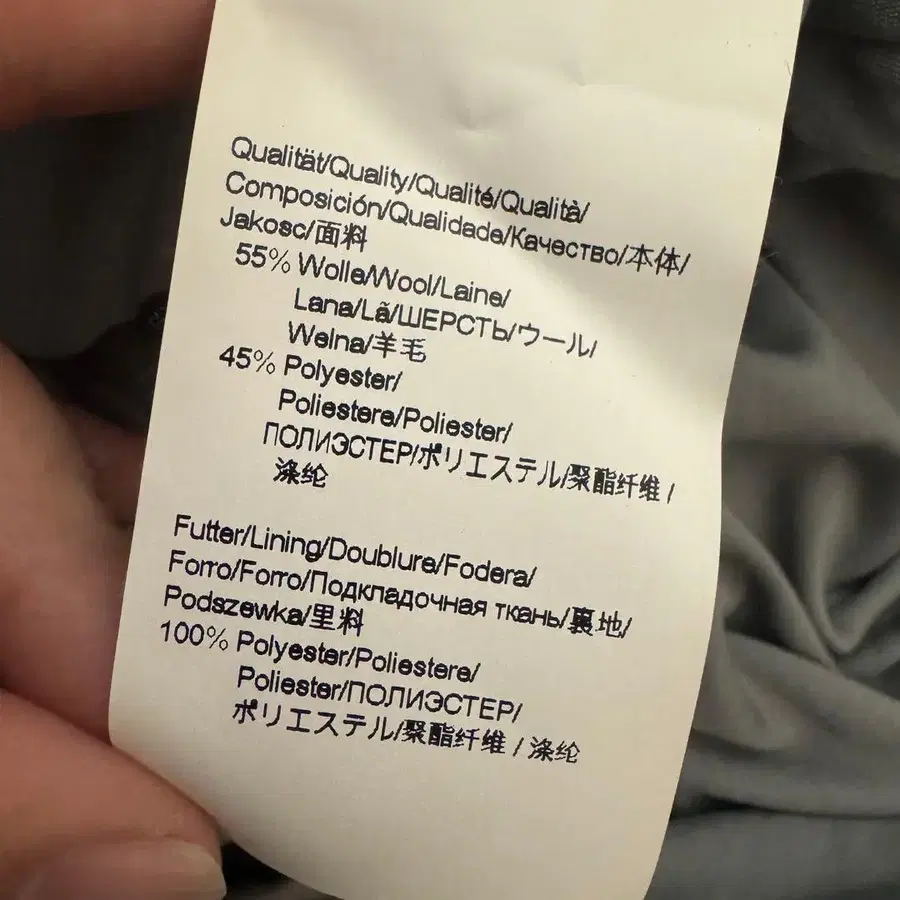 Qualität/Quality/Qualité/Qualità/
Composición/Qualidade/Качество/本体/
Jakosc/面料
55% Wolle/Wool/Laine/
Lana/Lã/ШЕРСТЬ/ウール/
Welna/羊毛
45% Polyester/
Poliestere/Poliester/
ПОЛИЭСТЕР/ポリエステル/聚酯纤维 /
涤纶
Futter/Lining/Doublure/Fodera/
Forro/Forro/Подкладочная ткань/裏地/
Podszewka/里料
100% Polyester/Poliestere/
Poliester/ПОЛИЭСТЕР/
ポリエステル/聚酯纤维 / 涤纶